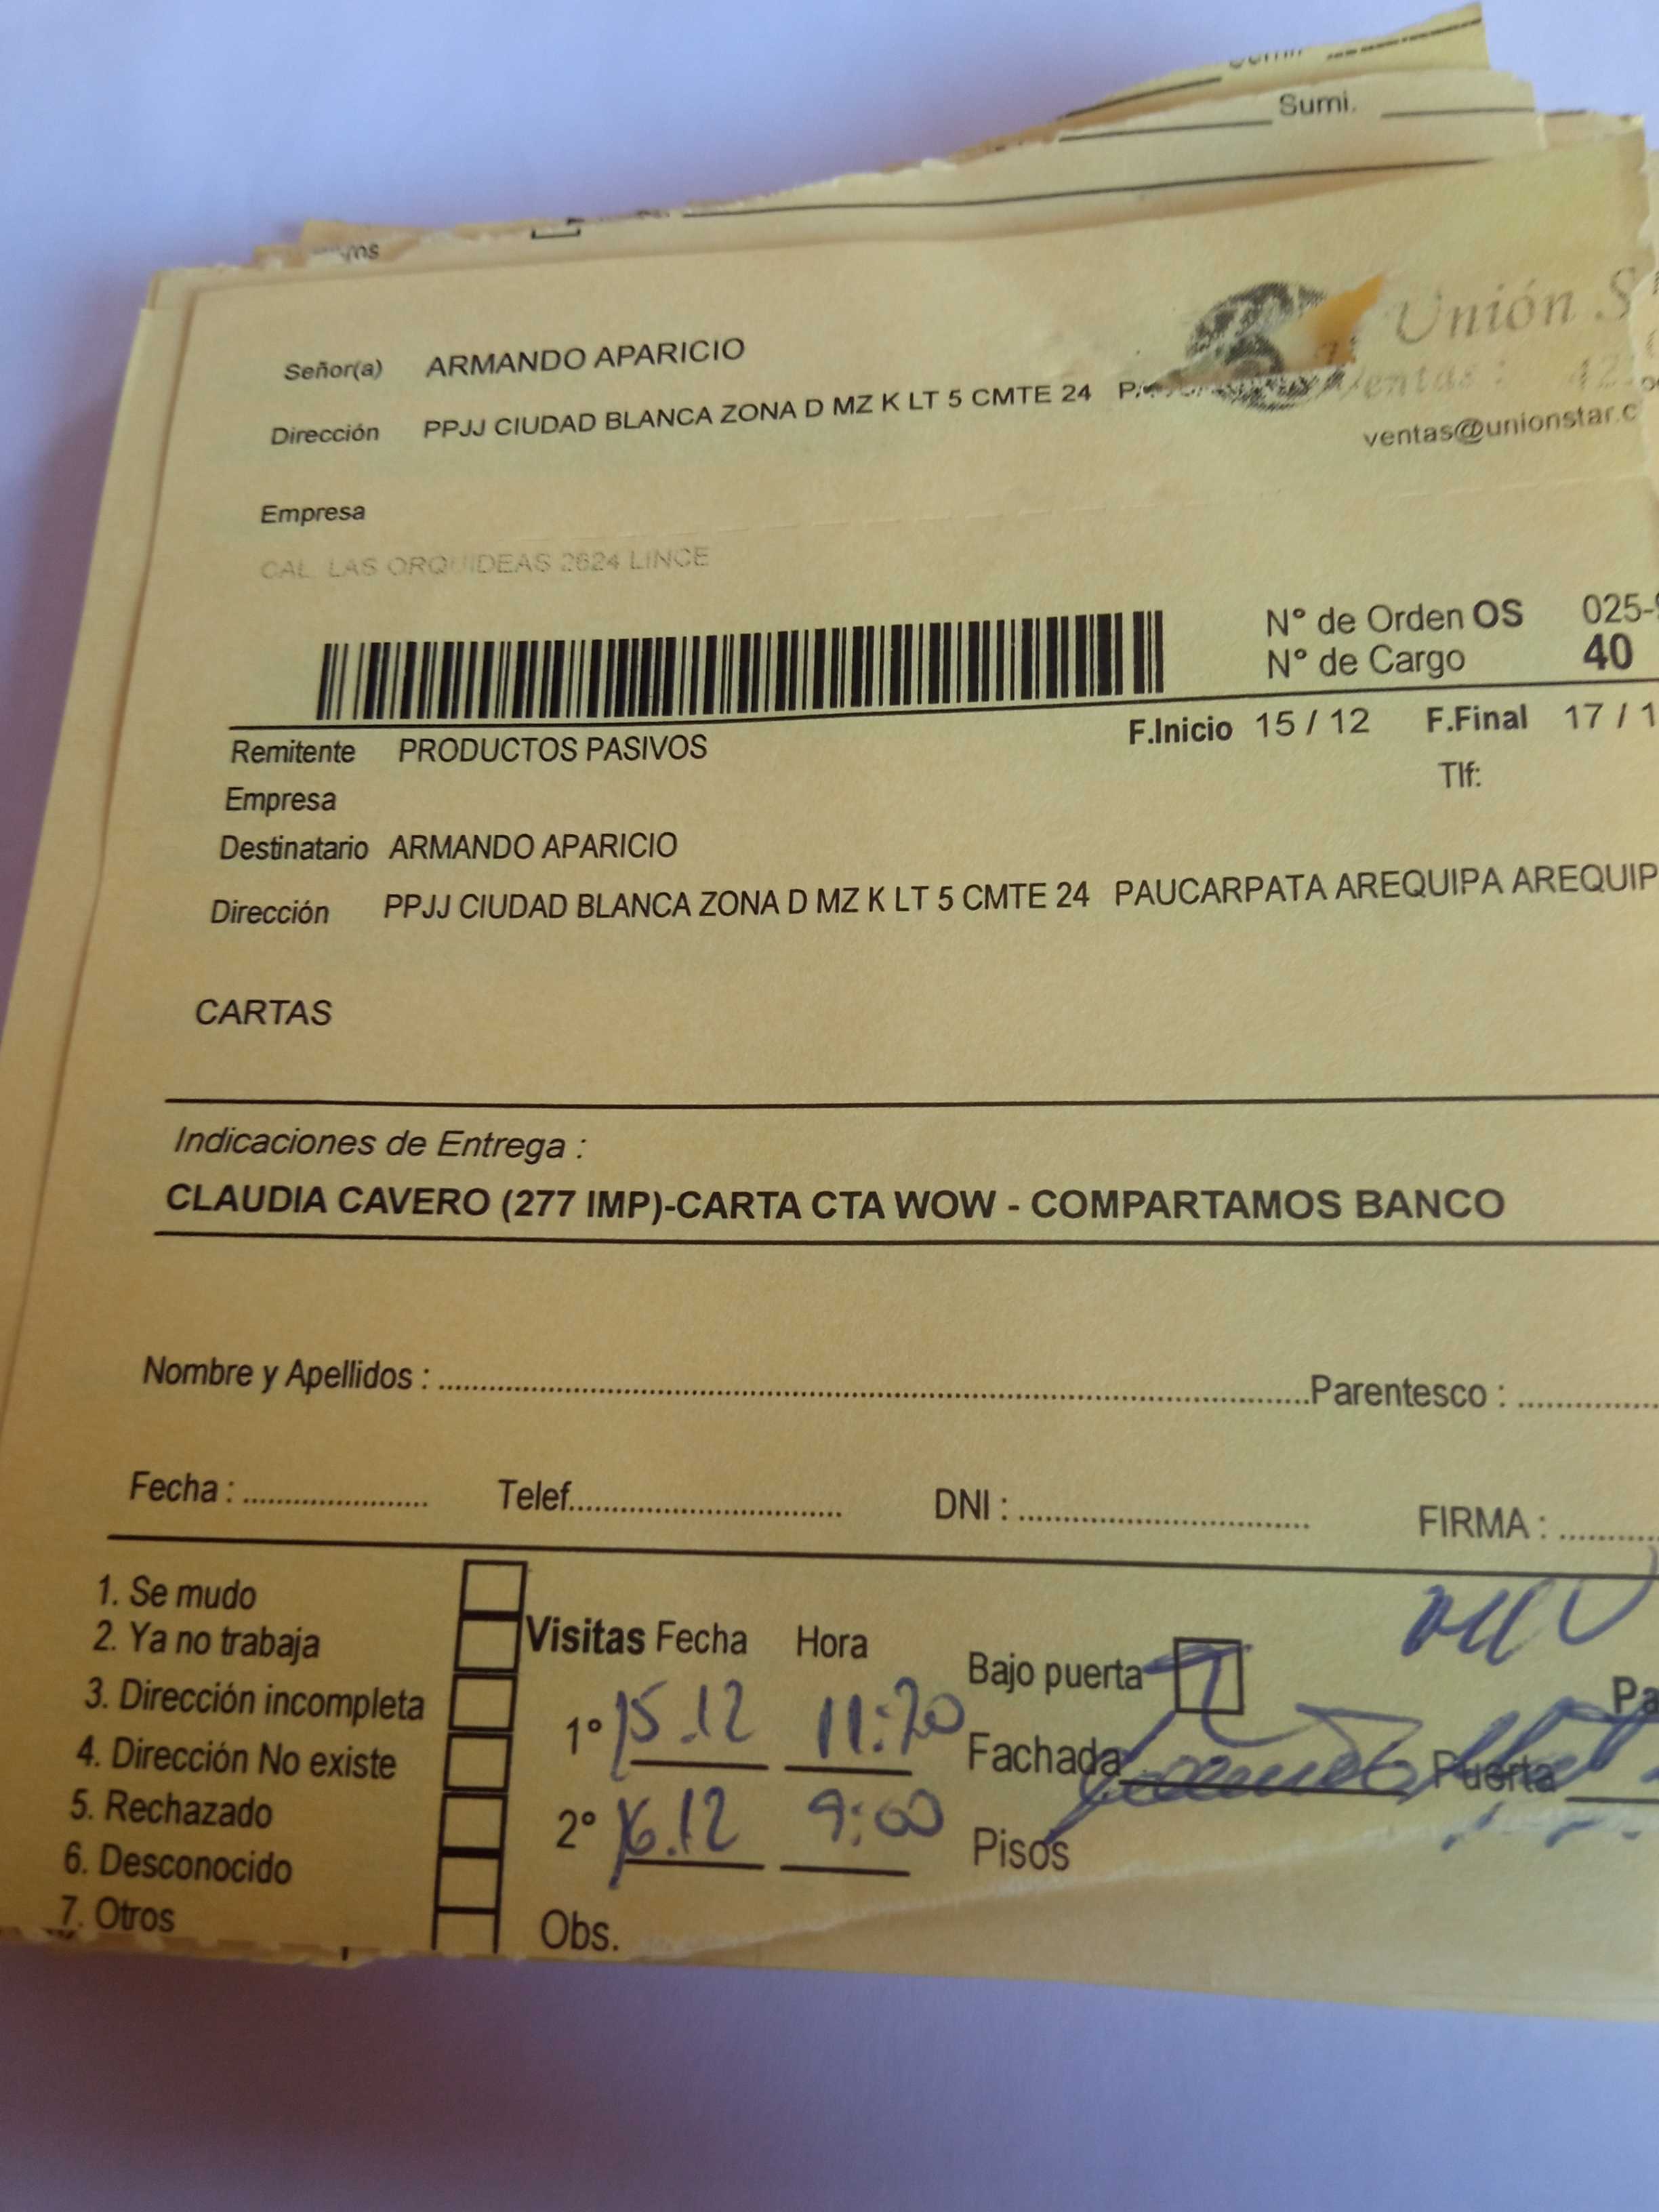 Sumi.
Unión S
Señor(a) ARMANDO APARICIO
Dirección PPJJ CIUDAD BLANCA ZONA D MZ K LT 5 CMTE 24
Ventas : 42
ventas@unionstar.c
Empresa
CAL. LAS ORQUIDEAS 2624 LINCE
N° de Orden OS 025-
N° de Cargo 40
F.Inicio 15 / 12 F.Final 17 / 1
Remitente PRODUCTOS PASIVOS
Tlf:
Empresa
Destinatario ARMANDO APARICIO
Dirección PPJJ CIUDAD BLANCA ZONA D MZ K LT 5 CMTE 24 PAUCARPATA AREQUIPA AREQUIP
CARTAS
Indicaciones de Entrega :
CLAUDIA CAVERO (277 IMP)-CARTA CTA WOW - COMPARTAMOS BANCO
Nombre y Apellidos : Parentesco :
Fecha : Telef. DNI : FIRMA :
1. Se mudo
2. Ya no trabaja
3. Dirección incompleta
4. Dirección No existe
5. Rechazado
6. Desconocido
7. Otros
Visitas Fecha Hora
1° 15.12 11:20
2° 16.12 9:00
Obs.
Bajo puerta
Pa
Fachada Puerta
Pisos